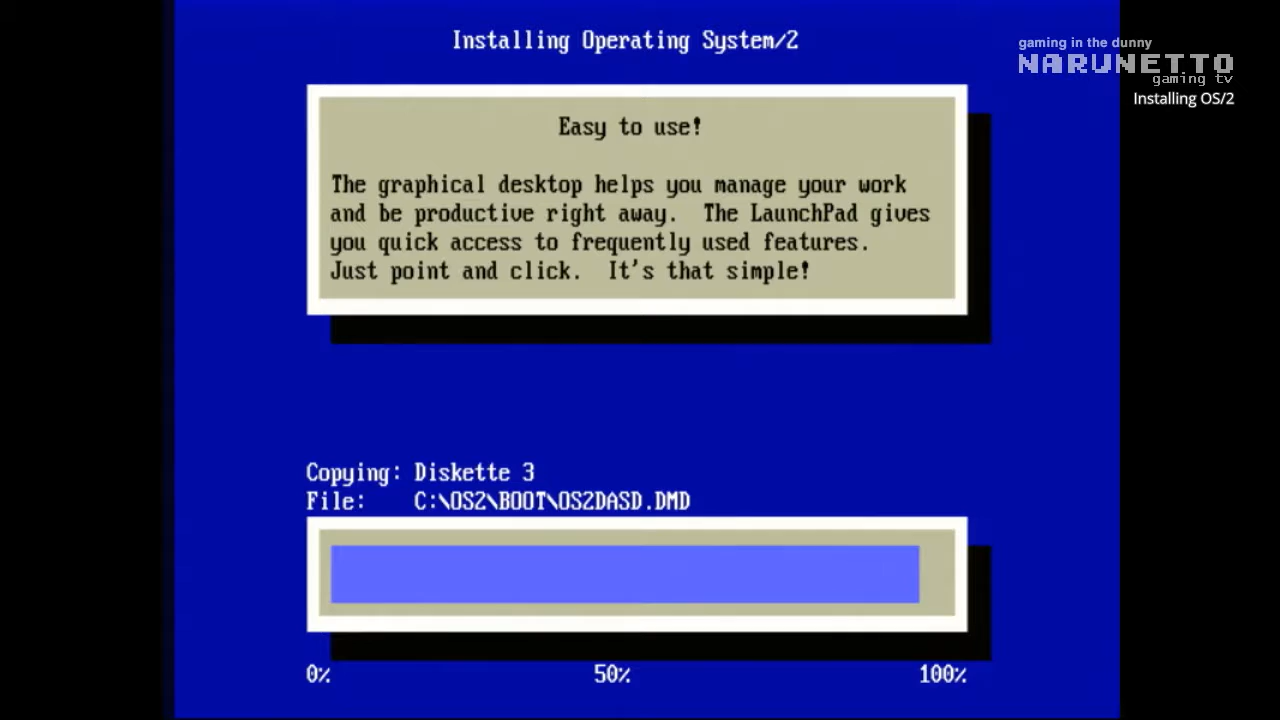 Installing Operating System/2
gaming in the dunny
NARUNETTO
gaming tv
Installing OS/2
Easy to use!
The graphical desktop helps you manage your work
and be productive right away.  The LaunchPad gives
you quick access to frequently used features.
Just point and click.  It's that simple!
Copying: Diskette 3
File:    C:\OS2\BOOT\OS2DASD.DMD
0% 50% 100%